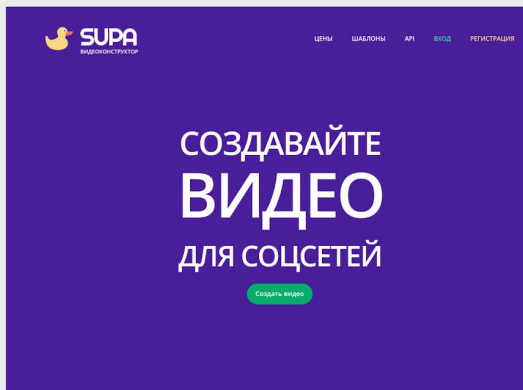 SUPA
ВИДЕОКОНСТРУКТОР
ЦЕНЫ ШАБЛОНЫ API ВХОД РЕГИСТРАЦИЯ
СОЗДАВАЙТЕ
ВИДЕО
ДЛЯ СОЦСЕТЕЙ
Создать видео